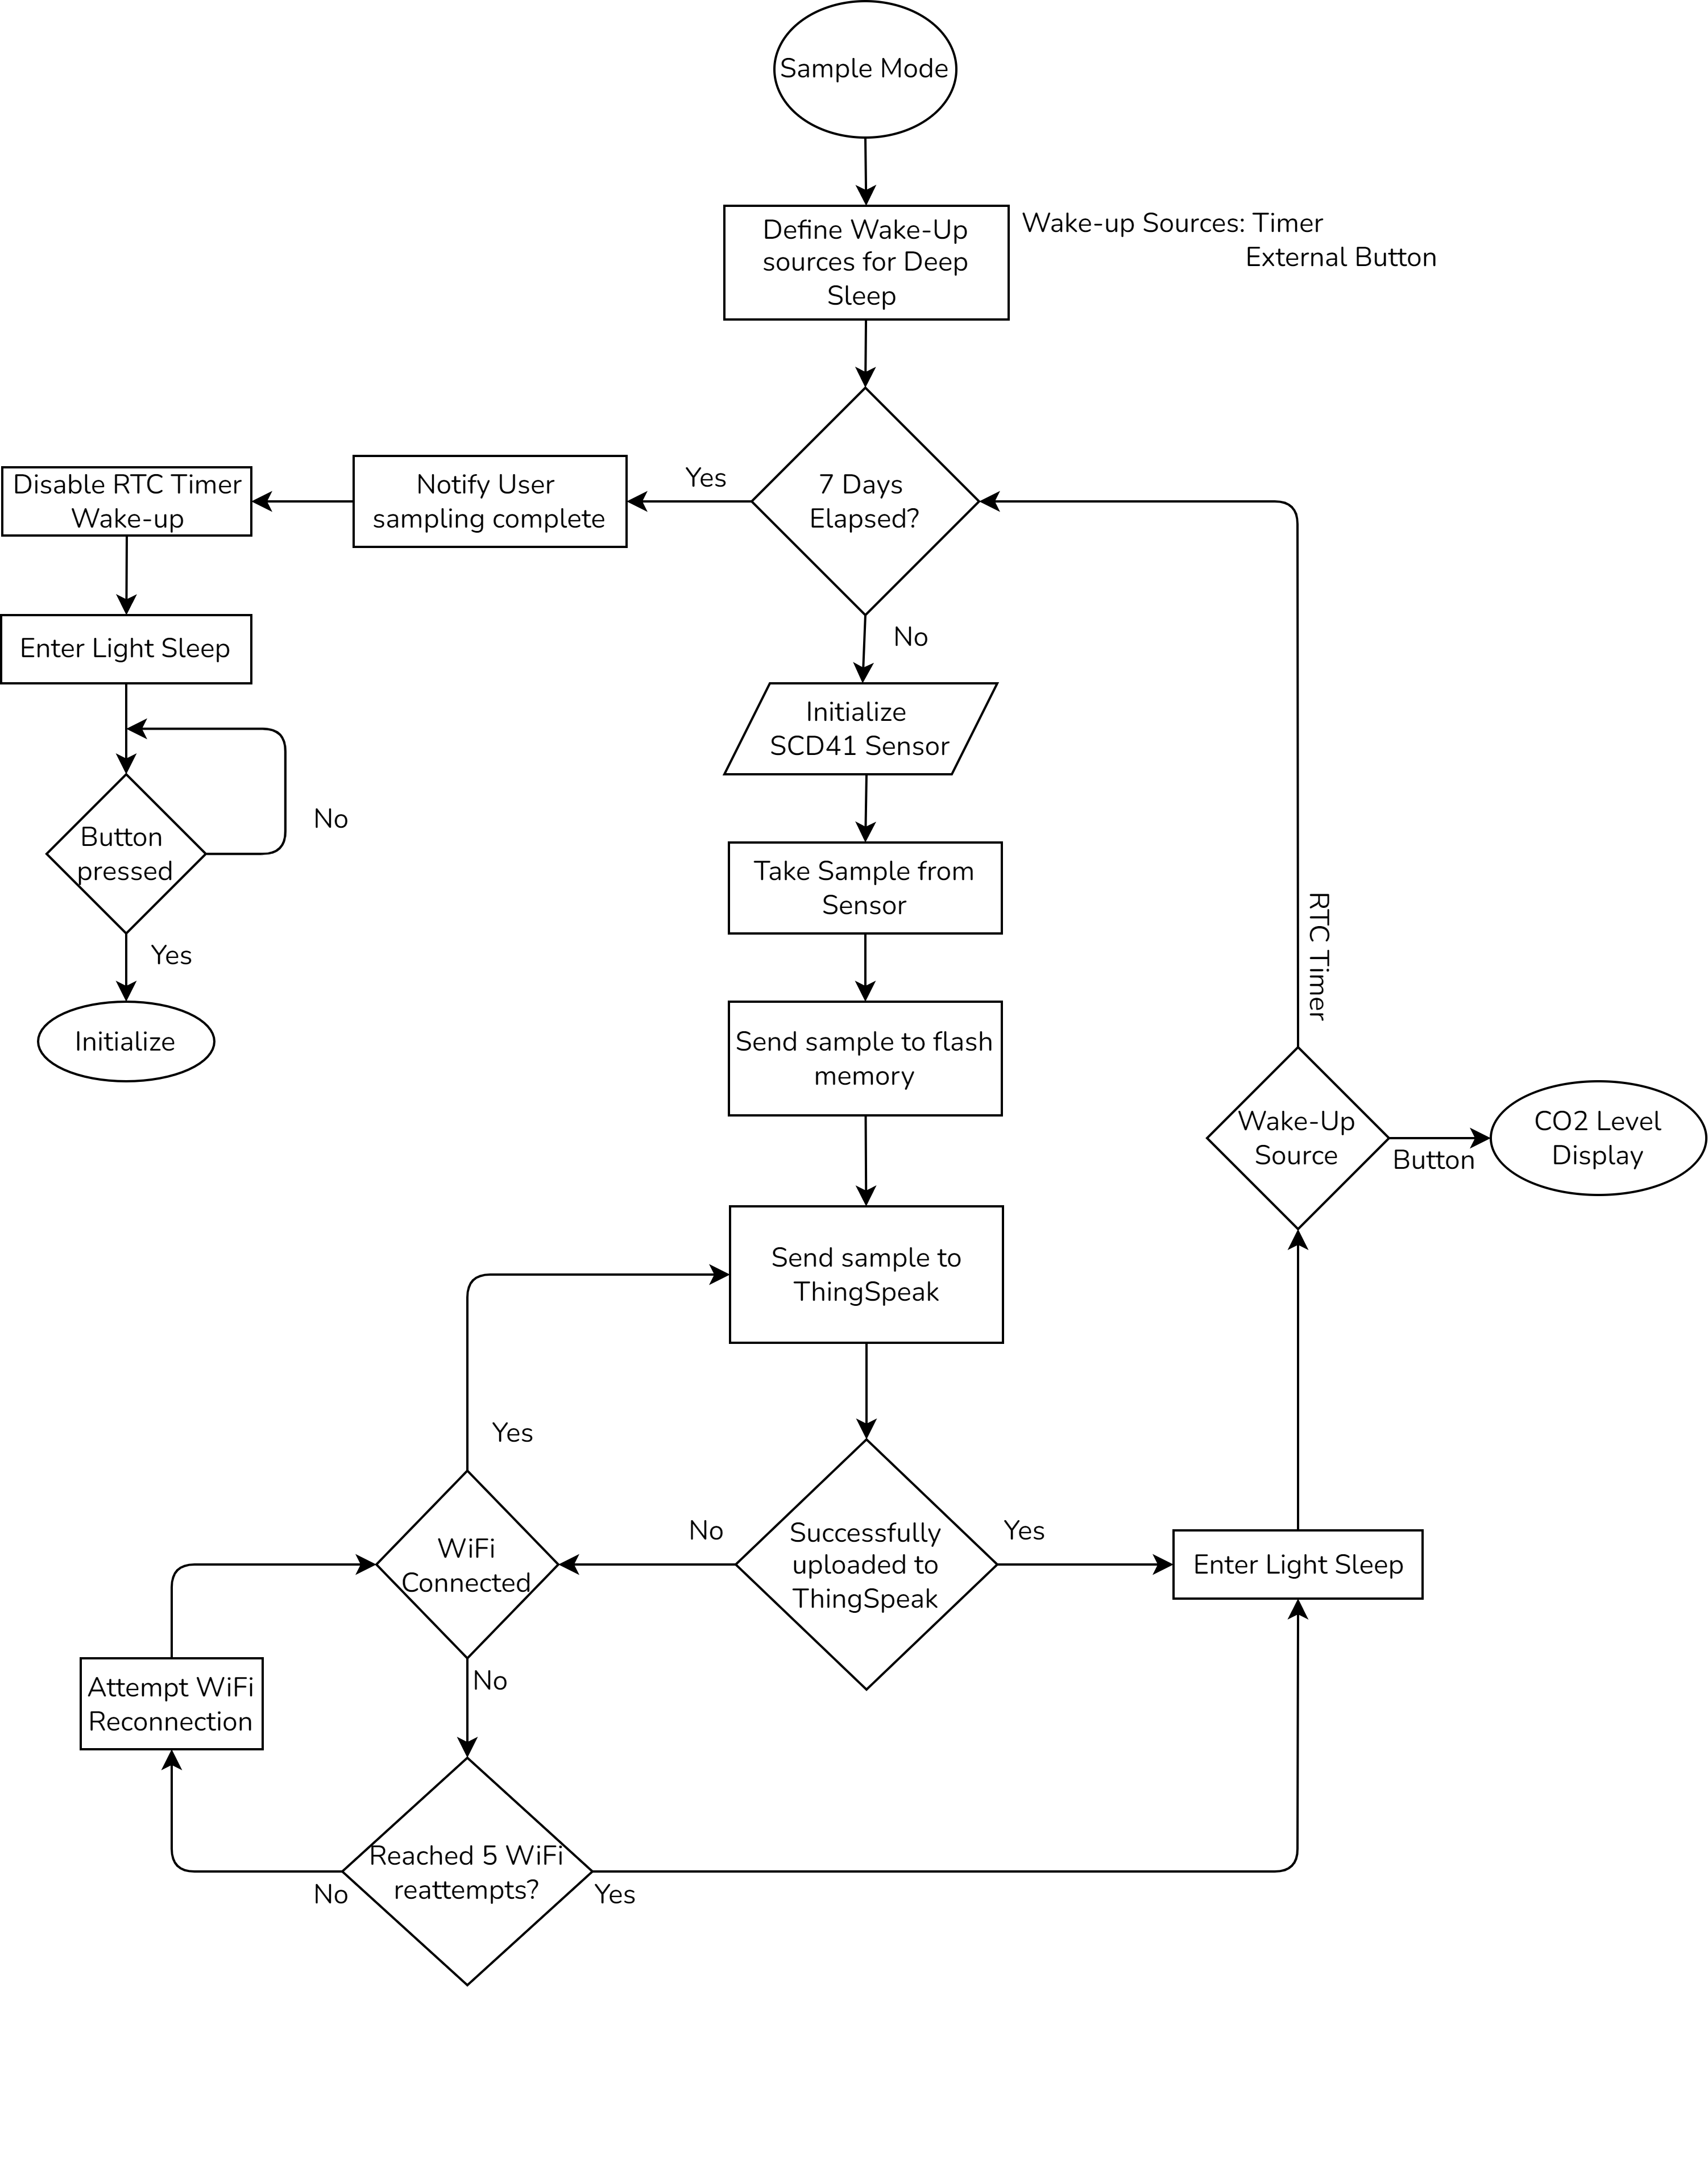 Sample Mode
Define Wake-Up
sources for Deep
Sleep
Wake-up Sources: Timer
External Button
7 Days
Elapsed?
Yes
Notify User
sampling complete
Disable RTC Timer
Wake-up
Enter Light Sleep
Button
pressed
No
Yes
Initialize
No
Initialize
SCD41 Sensor
Take Sample from
Sensor
Send sample to flash
memory
Send sample to
ThingSpeak
Successfully
uploaded to
ThingSpeak
No
Yes
WiFi
Connected
Yes
No
Attempt WiFi
Reconnection
Reached 5 WiFi
reattempts?
No
Yes
Enter Light Sleep
Wake-Up
Source
RTC Timer
Button
CO2 Level
Display